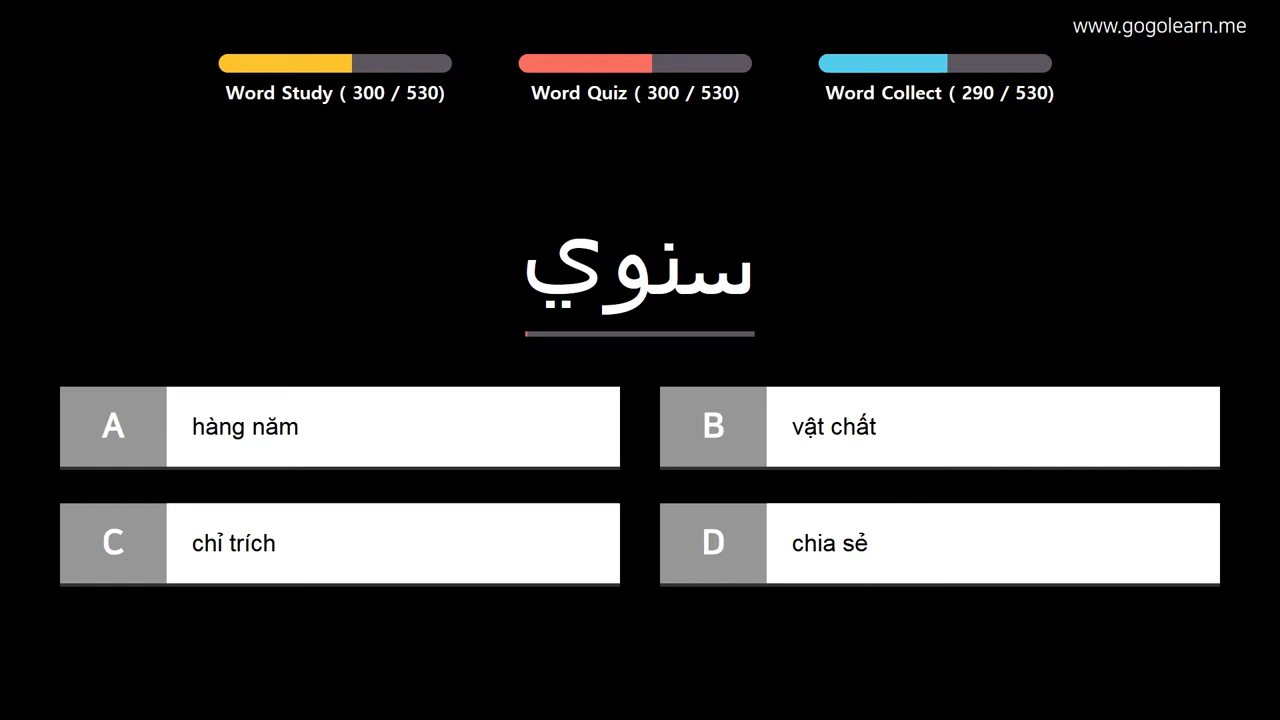 www.gogolearn.me
Word Study ( 300 / 530)
Word Quiz ( 300 / 530)
Word Collect ( 290 / 530)
سنوي
A
hàng năm
B
vật chất
C
chỉ trích
D
chia sẻ